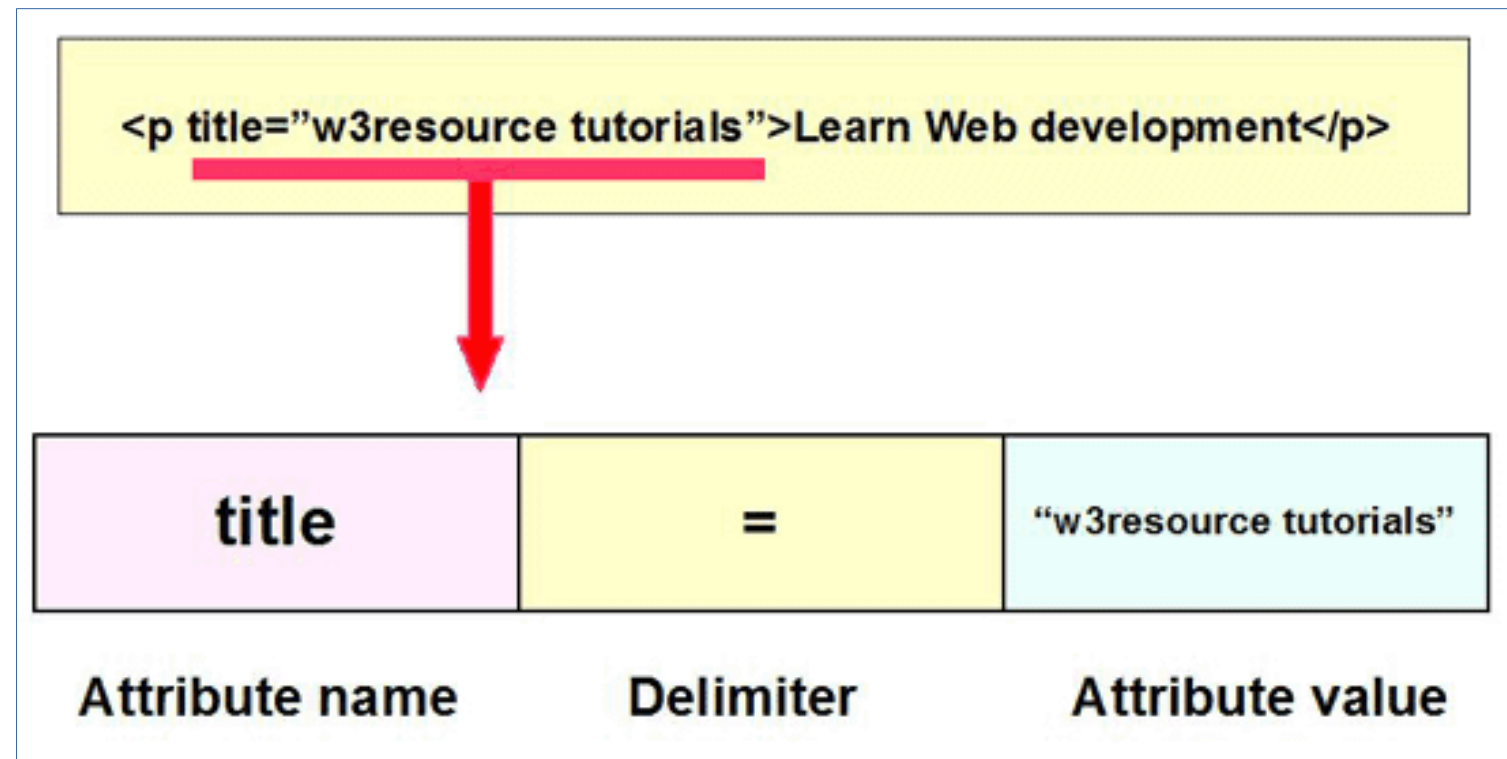 <p title=”w3resource tutorials”>Learn Web development</p>
title
=
“w3resource tutorials”
Attribute name
Delimiter
Attribute value